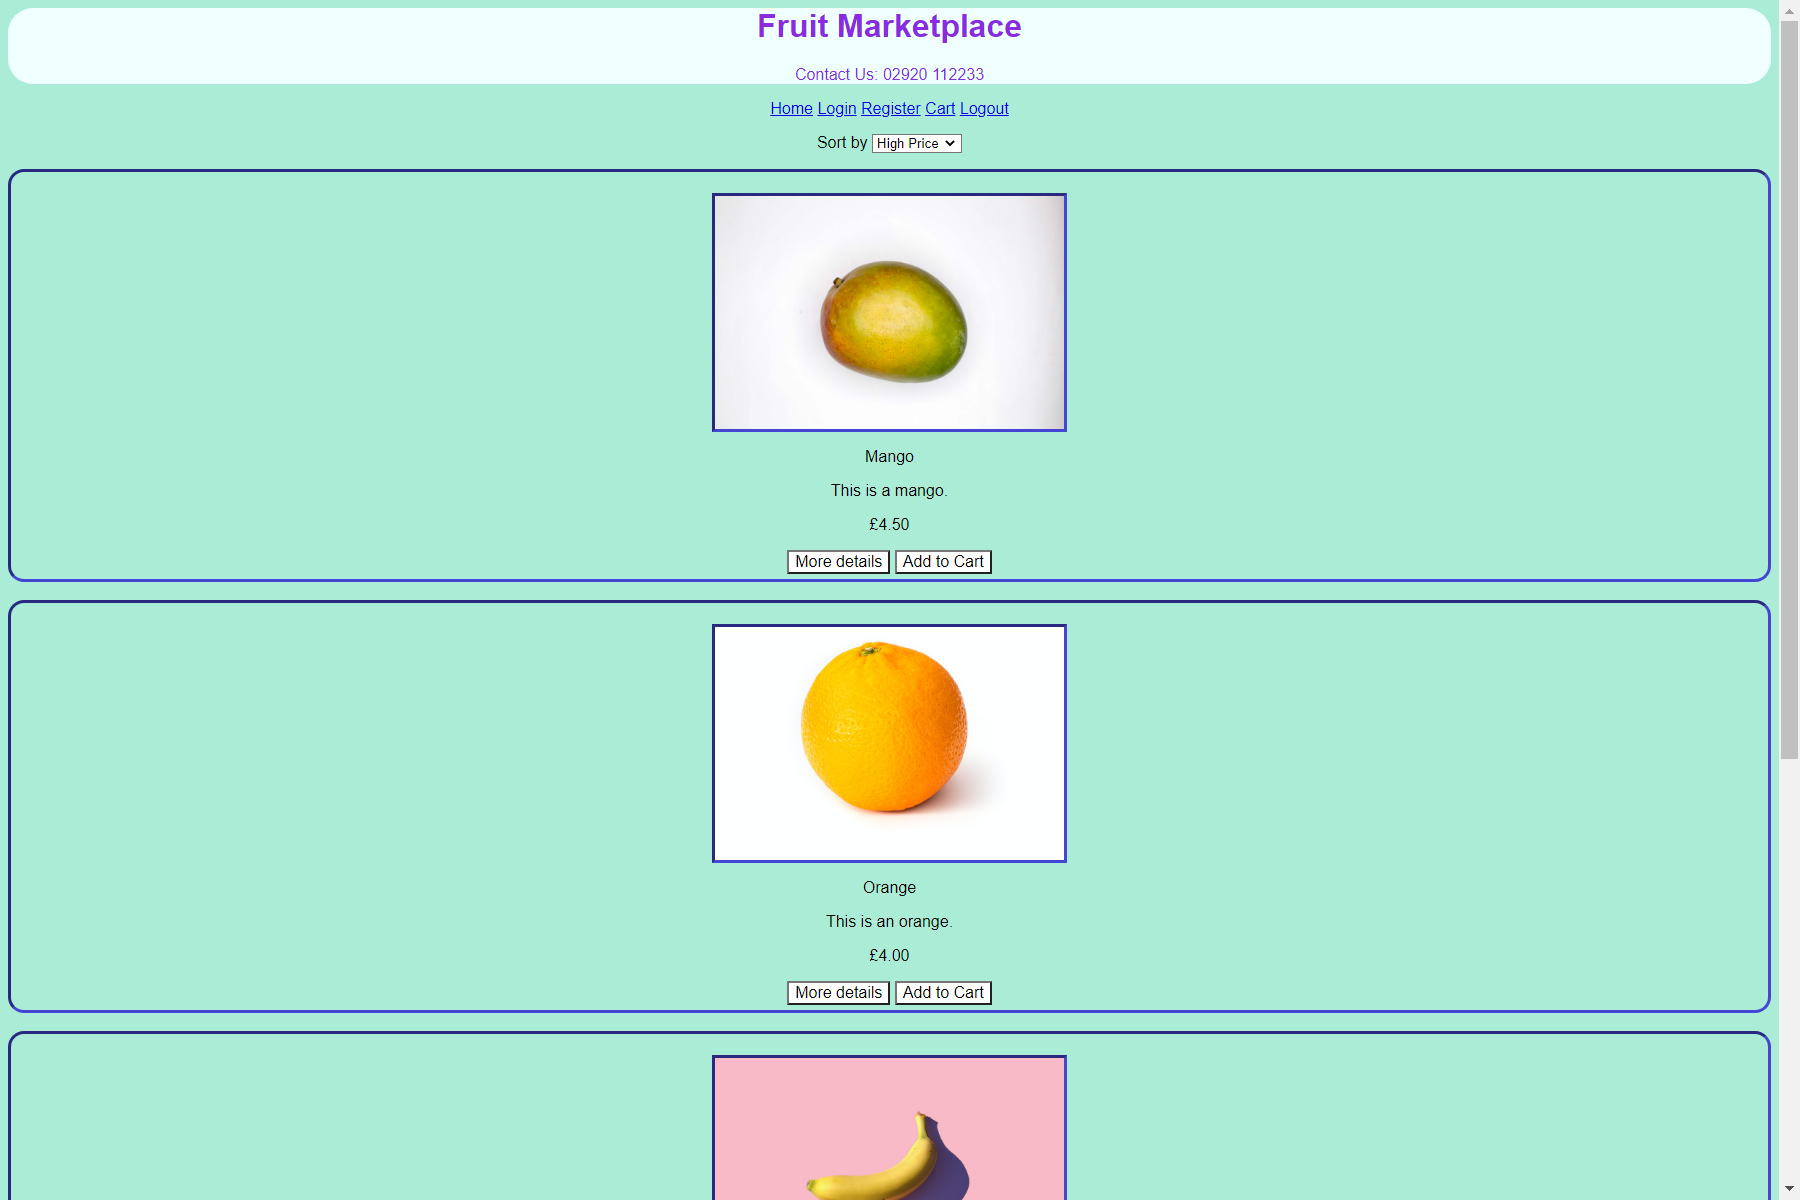 Fruit Marketplace
Contact Us: 02920 112233
Home Login Register Cart Logout
Sort by High Price
Mango
This is a mango.
£4.50
More details Add to Cart
Orange
This is an orange.
£4.00
More details Add to Cart